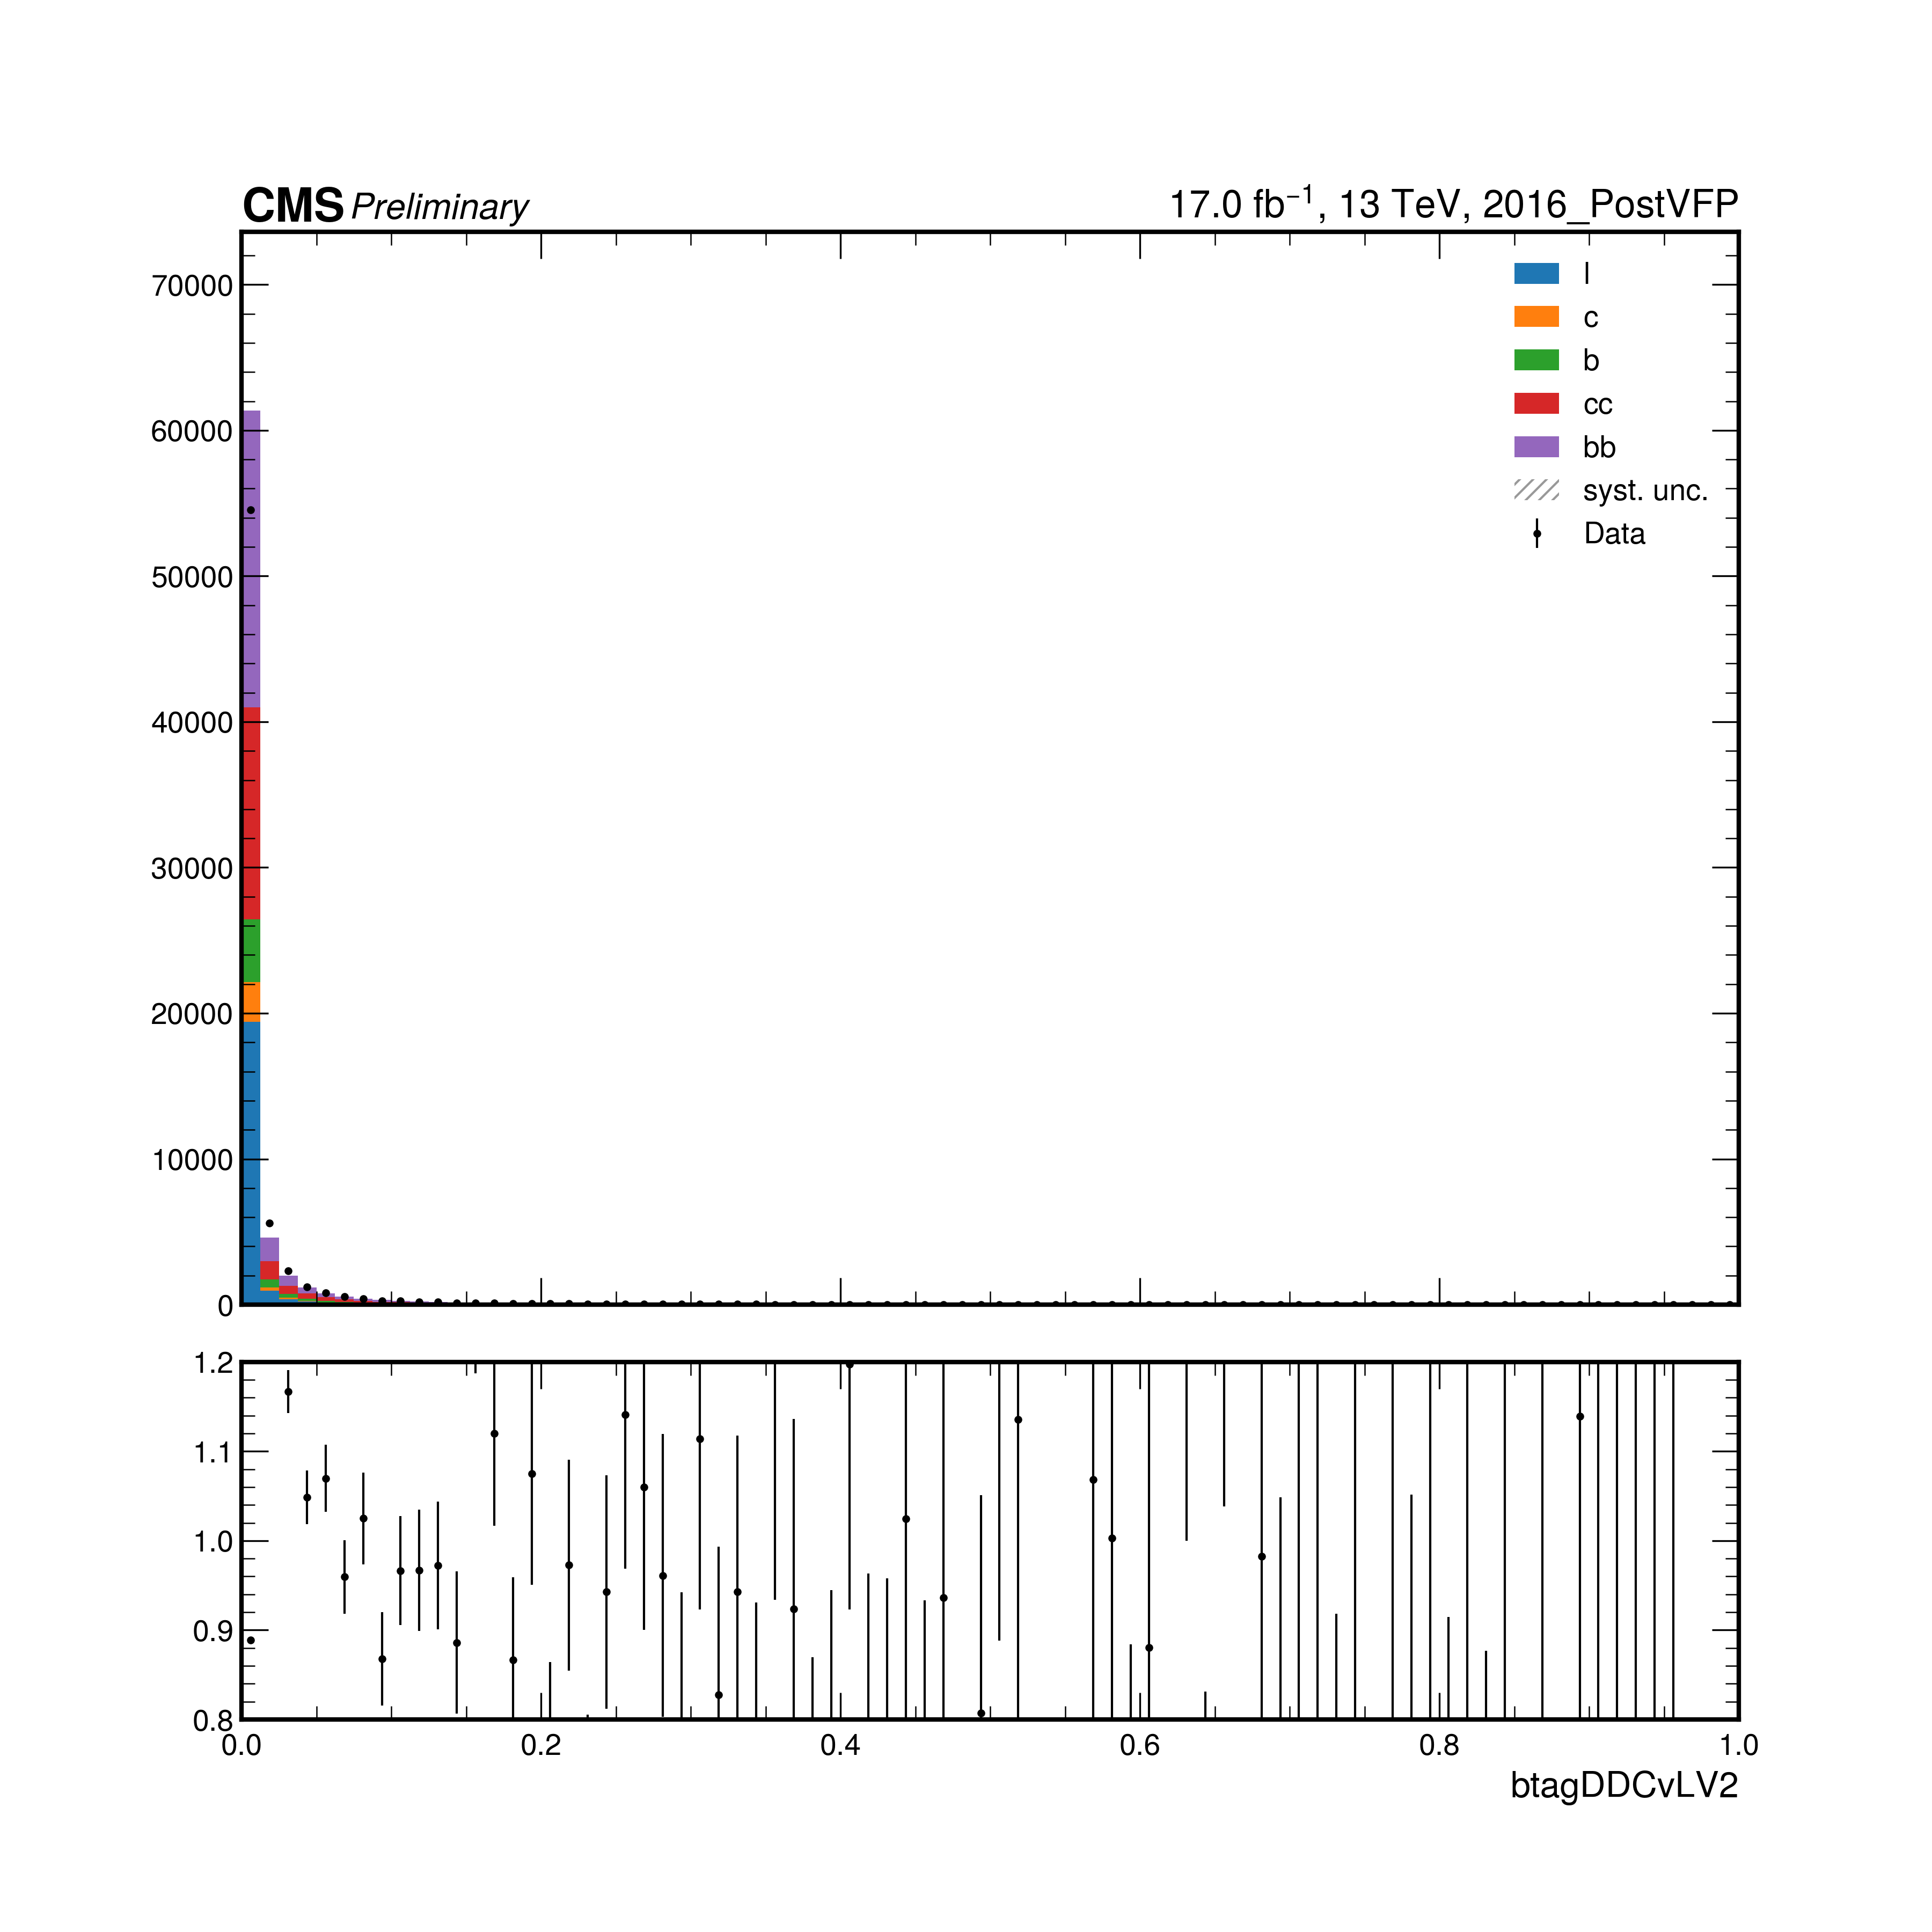 CMS Preliminary 17.0 fb⁻¹, 13 TeV, 2016_PostVFP
70000
60000
50000
40000
30000
20000
10000
0
l
c
b
cc
bb
syst. unc.
Data
1.2
1.1
1.0
0.9
0.8
0.0 0.2 0.4 0.6 0.8 1.0
btagDDCvLV2